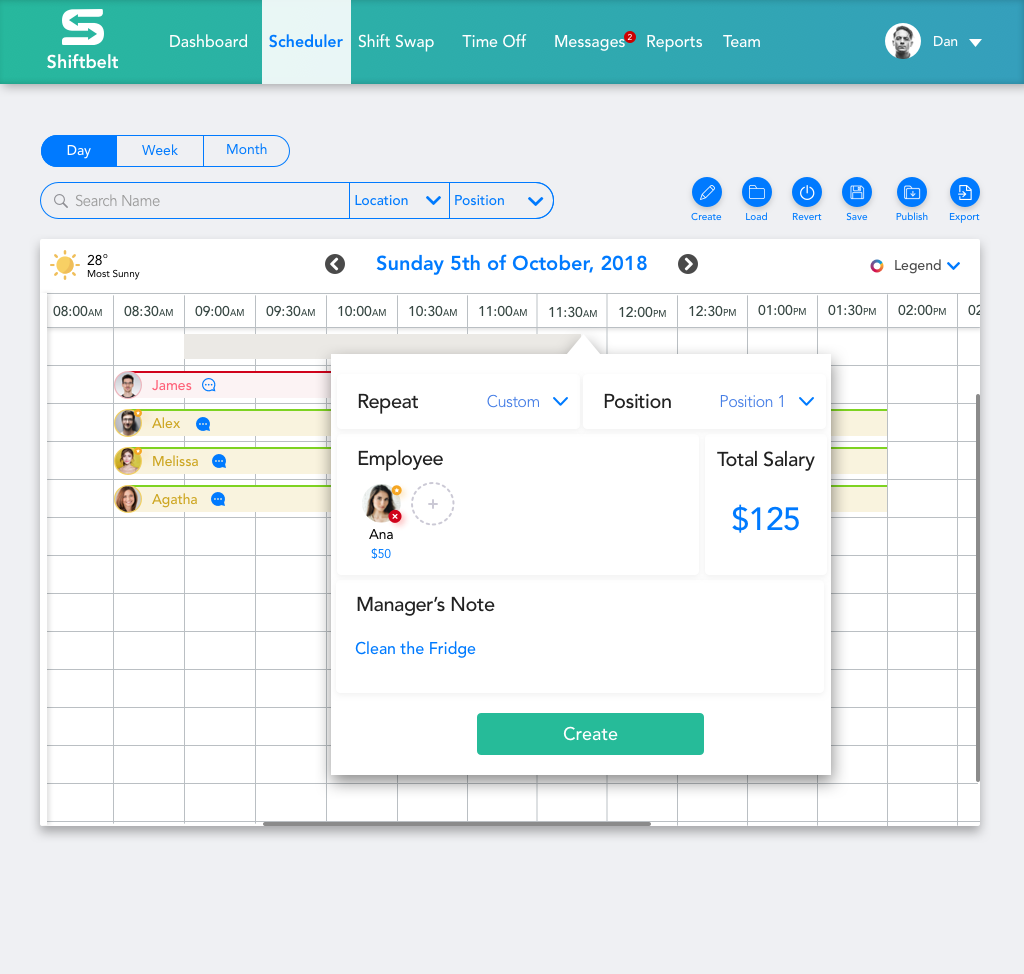 Shiftbelt
Dashboard
Scheduler
Shift Swap
Time Off
Messages
2
Reports
Team
Dan
Day
Week
Month
Search Name
Location
Position
Create
Load
Revert
Save
Publish
Export
28°
Most Sunny
Sunday 5th of October, 2018
Legend
08:00AM
08:30AM
09:00AM
09:30AM
10:00AM
10:30AM
11:00AM
11:30AM
12:00PM
12:30PM
01:00PM
01:30PM
02:00PM
02
James
Alex
Melissa
Agatha
Repeat
Custom
Position
Position 1
Employee
Ana
$50
Total Salary
$125
Manager’s Note
Clean the Fridge
Create